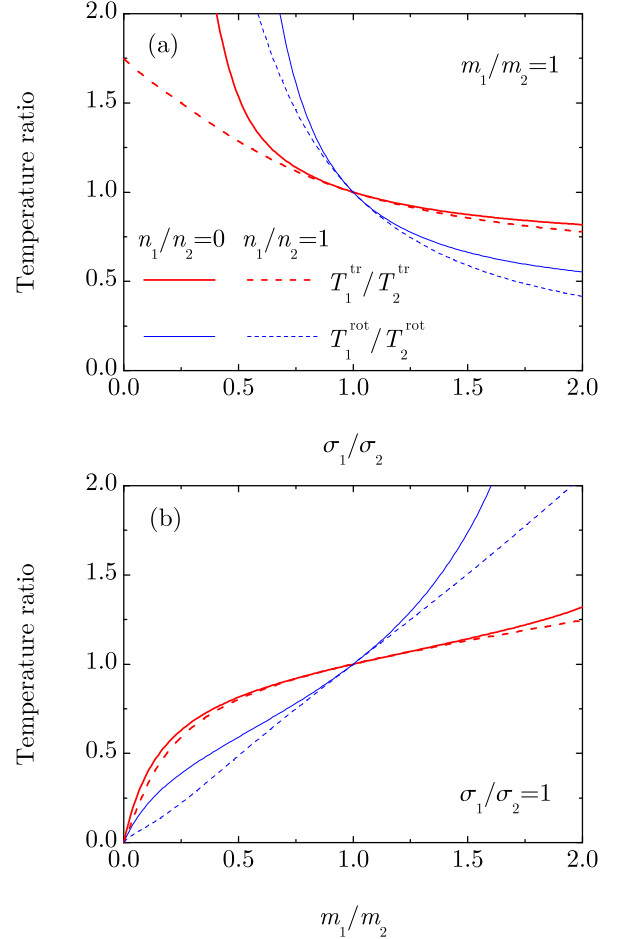 2.0
(a)
m₁/m₂=1
1.5
Temperature ratio
1.0
n₁/n₂=0 n₁/n₂=1
0.5
T₁ᵗʳ/T₂ᵗʳ
T₁ʳᵒᵗ/T₂ʳᵒᵗ
0.0
0.0 0.5 1.0 1.5 2.0
σ₁/σ₂
2.0
(b)
1.5
Temperature ratio
1.0
0.5
σ₁/σ₂=1
0.0
0.0 0.5 1.0 1.5 2.0
m₁/m₂